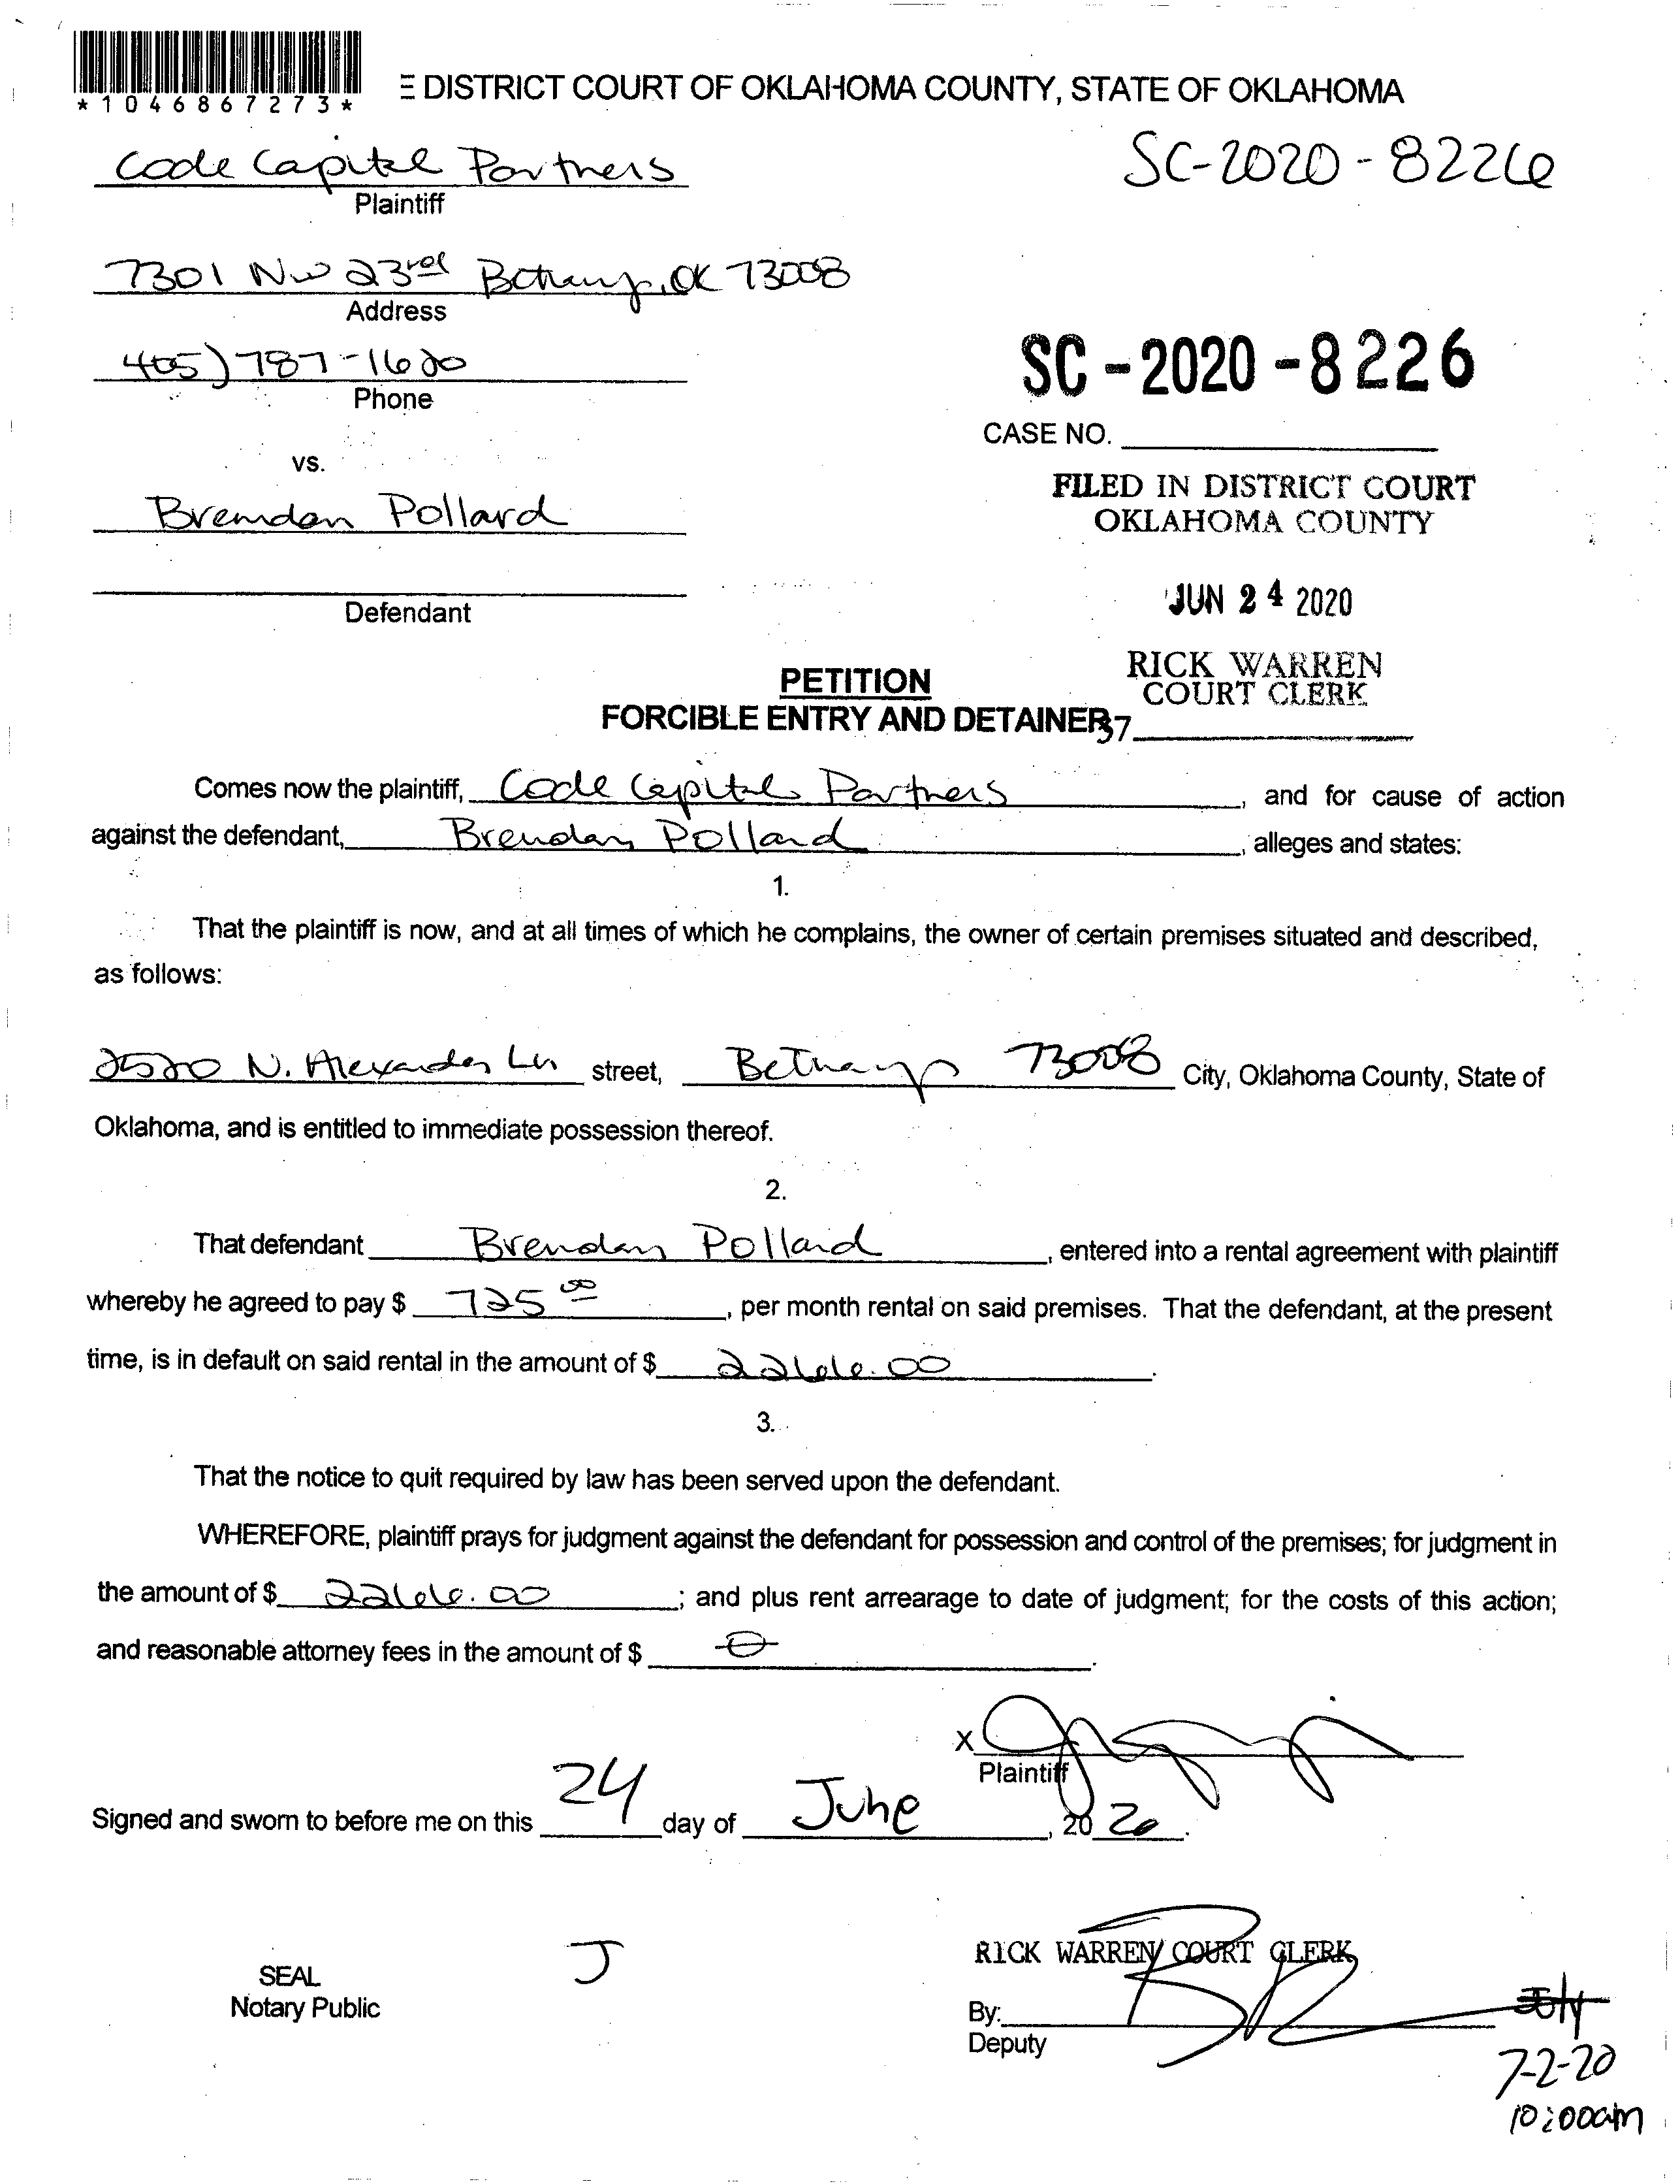 *1046867273*
E DISTRICT COURT OF OKLAHOMA COUNTY, STATE OF OKLAHOMA
Code Capital Partners
SC-2020-8226
Plaintiff
7301 NW 23rd Bethany, OK 73008
Address
405) 787-1620
Phone
SC-2020-8226
CASE NO.
vs.
FILED IN DISTRICT COURT
OKLAHOMA COUNTY
Brendan Pollard
JUN 24 2020
Defendant
RICK WARREN
COURT CLERK
PETITION
FORCIBLE ENTRY AND DETAINER
37
Comes now the plaintiff, Code Capital Partners, and for cause of action
against the defendant, Brendan Pollard, alleges and states:
1.
That the plaintiff is now, and at all times of which he complains, the owner of certain premises situated and described,
as follows:
2520 N. Alexander Ln street, Bethany 73008 City, Oklahoma County, State of
Oklahoma, and is entitled to immediate possession thereof.
2.
That defendant Brendan Pollard, entered into a rental agreement with plaintiff
whereby he agreed to pay $ 725 00, per month rental on said premises. That the defendant, at the present
time, is in default on said rental in the amount of $ 2266.00.
3.
That the notice to quit required by law has been served upon the defendant.
WHEREFORE, plaintiff prays for judgment against the defendant for possession and control of the premises; for judgment in
the amount of $ 2266.00; and plus rent arrearage to date of judgment; for the costs of this action;
and reasonable attorney fees in the amount of $ 0.
X
Plaintiff
Signed and sworn to before me on this 24 day of June, 2020.
J
SEAL
Notary Public
RICK WARREN COURT CLERK
By:
Deputy
July
7-2-20
10:00am